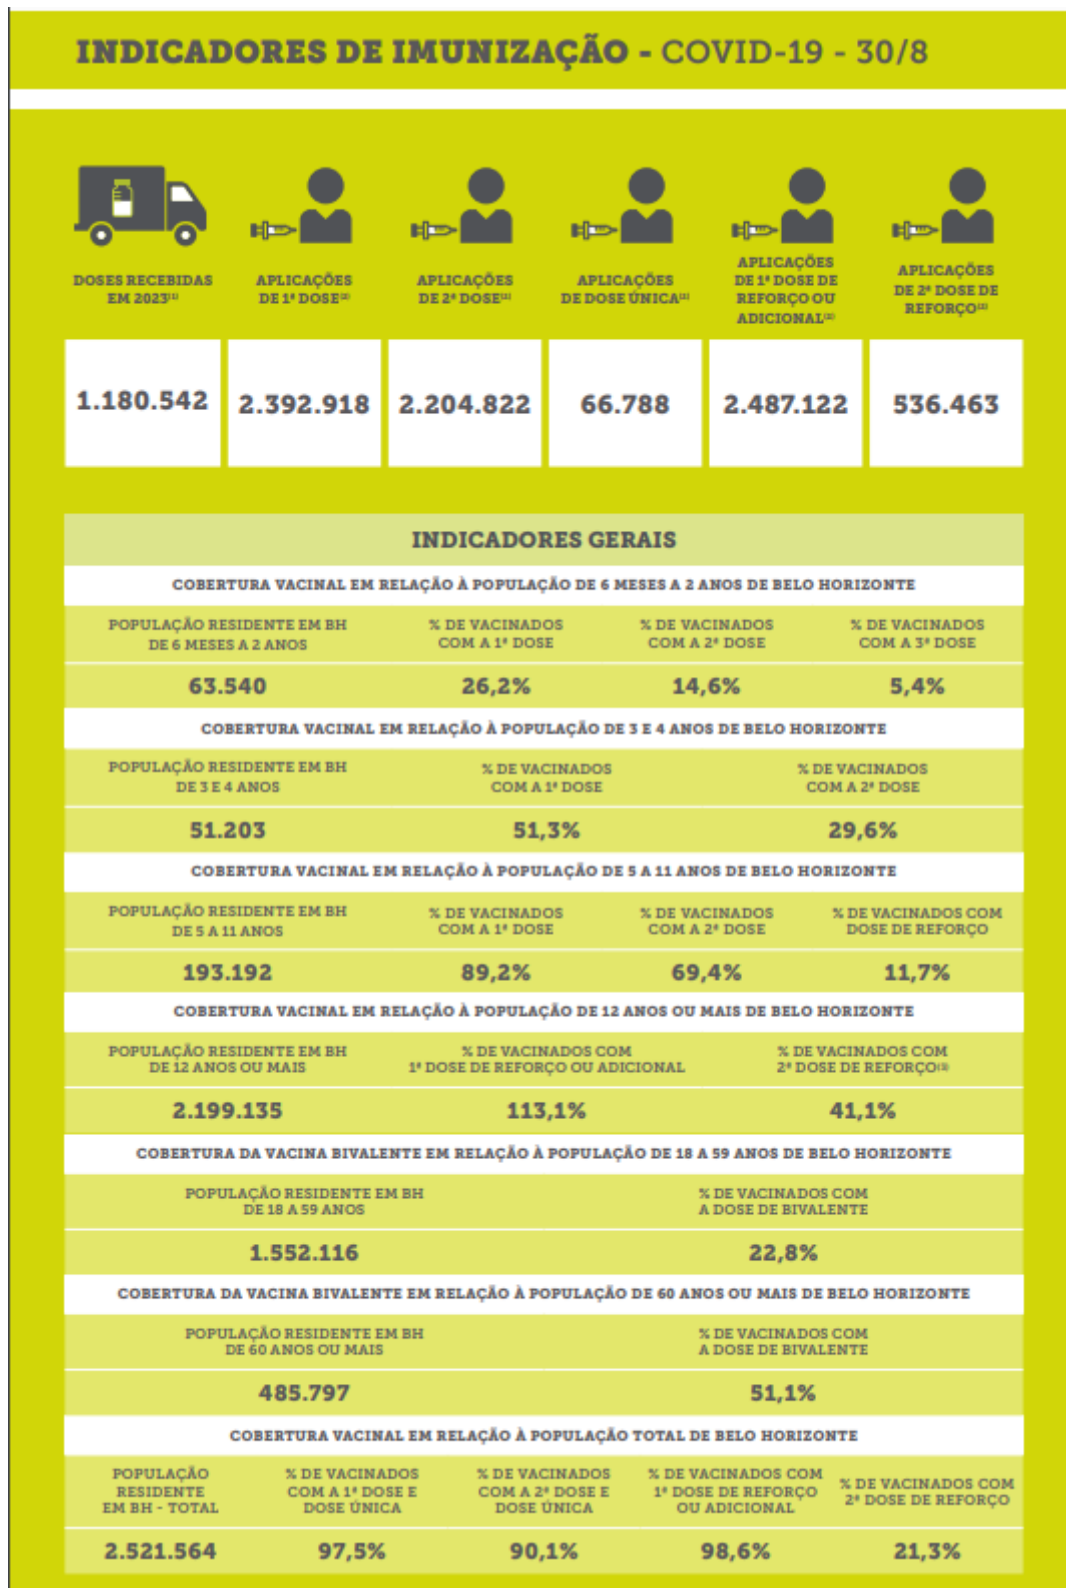 INDICADORES DE IMUNIZAÇÃO - COVID-19 - 30/8
DOSES RECEBIDAS
EM 2023⁽¹⁾
APLICAÇÕES
DE 1ª DOSE⁽²⁾
APLICAÇÕES
DE 2ª DOSE⁽²⁾
APLICAÇÕES
DE DOSE ÚNICA⁽²⁾
APLICAÇÕES
DE 1ª DOSE DE
REFORÇO OU
ADICIONAL⁽²⁾
APLICAÇÕES
DE 2ª DOSE DE
REFORÇO⁽²⁾
1.180.542 2.392.918 2.204.822 66.788 2.487.122 536.463
INDICADORES GERAIS
COBERTURA VACINAL EM RELAÇÃO À POPULAÇÃO DE 6 MESES A 2 ANOS DE BELO HORIZONTE
POPULAÇÃO RESIDENTE EM BH
DE 6 MESES A 2 ANOS
% DE VACINADOS
COM A 1ª DOSE
% DE VACINADOS
COM A 2ª DOSE
% DE VACINADOS
COM A 3ª DOSE
63.540 26,2% 14,6% 5,4%
COBERTURA VACINAL EM RELAÇÃO À POPULAÇÃO DE 3 E 4 ANOS DE BELO HORIZONTE
POPULAÇÃO RESIDENTE EM BH
DE 3 E 4 ANOS
% DE VACINADOS
COM A 1ª DOSE
% DE VACINADOS
COM A 2ª DOSE
51.203 51,3% 29,6%
COBERTURA VACINAL EM RELAÇÃO À POPULAÇÃO DE 5 A 11 ANOS DE BELO HORIZONTE
POPULAÇÃO RESIDENTE EM BH
DE 5 A 11 ANOS
% DE VACINADOS
COM A 1ª DOSE
% DE VACINADOS
COM A 2ª DOSE
% DE VACINADOS COM
DOSE DE REFORÇO
193.192 89,2% 69,4% 11,7%
COBERTURA VACINAL EM RELAÇÃO À POPULAÇÃO DE 12 ANOS OU MAIS DE BELO HORIZONTE
POPULAÇÃO RESIDENTE EM BH
DE 12 ANOS OU MAIS
% DE VACINADOS COM
1ª DOSE DE REFORÇO OU ADICIONAL
% DE VACINADOS COM
2ª DOSE DE REFORÇO⁽³⁾
2.199.135 113,1% 41,1%
COBERTURA DA VACINA BIVALENTE EM RELAÇÃO À POPULAÇÃO DE 18 A 59 ANOS DE BELO HORIZONTE
POPULAÇÃO RESIDENTE EM BH
DE 18 A 59 ANOS
% DE VACINADOS COM
A DOSE DE BIVALENTE
1.552.116 22,8%
COBERTURA DA VACINA BIVALENTE EM RELAÇÃO À POPULAÇÃO DE 60 ANOS OU MAIS DE BELO HORIZONTE
POPULAÇÃO RESIDENTE EM BH
DE 60 ANOS OU MAIS
% DE VACINADOS COM
A DOSE DE BIVALENTE
485.797 51,1%
COBERTURA VACINAL EM RELAÇÃO À POPULAÇÃO TOTAL DE BELO HORIZONTE
POPULAÇÃO
RESIDENTE
EM BH - TOTAL
% DE VACINADOS
COM A 1ª DOSE E
DOSE ÚNICA
% DE VACINADOS
COM A 2ª DOSE E
DOSE ÚNICA
% DE VACINADOS COM
1ª DOSE DE REFORÇO
OU ADICIONAL
% DE VACINADOS COM
2ª DOSE DE REFORÇO
2.521.564 97,5% 90,1% 98,6% 21,3%